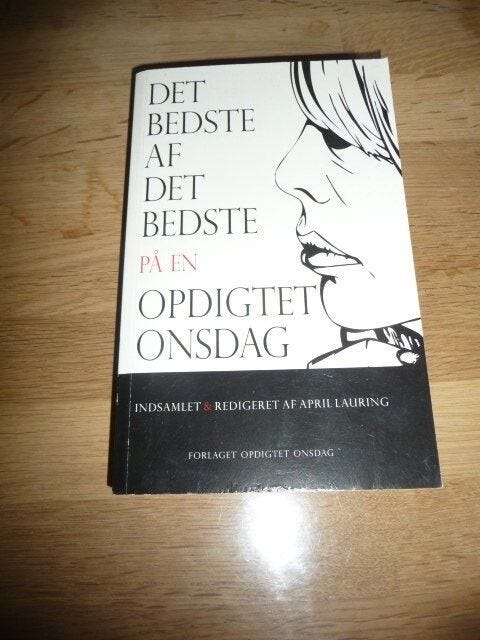 DET
BEDSTE
AF
DET
BEDSTE
PÅ EN
OPDIGTET
ONSDAG
INDSAMLET & REDIGERET AF APRIL LAURING
FORLAGET OPDIGTET ONSDAG